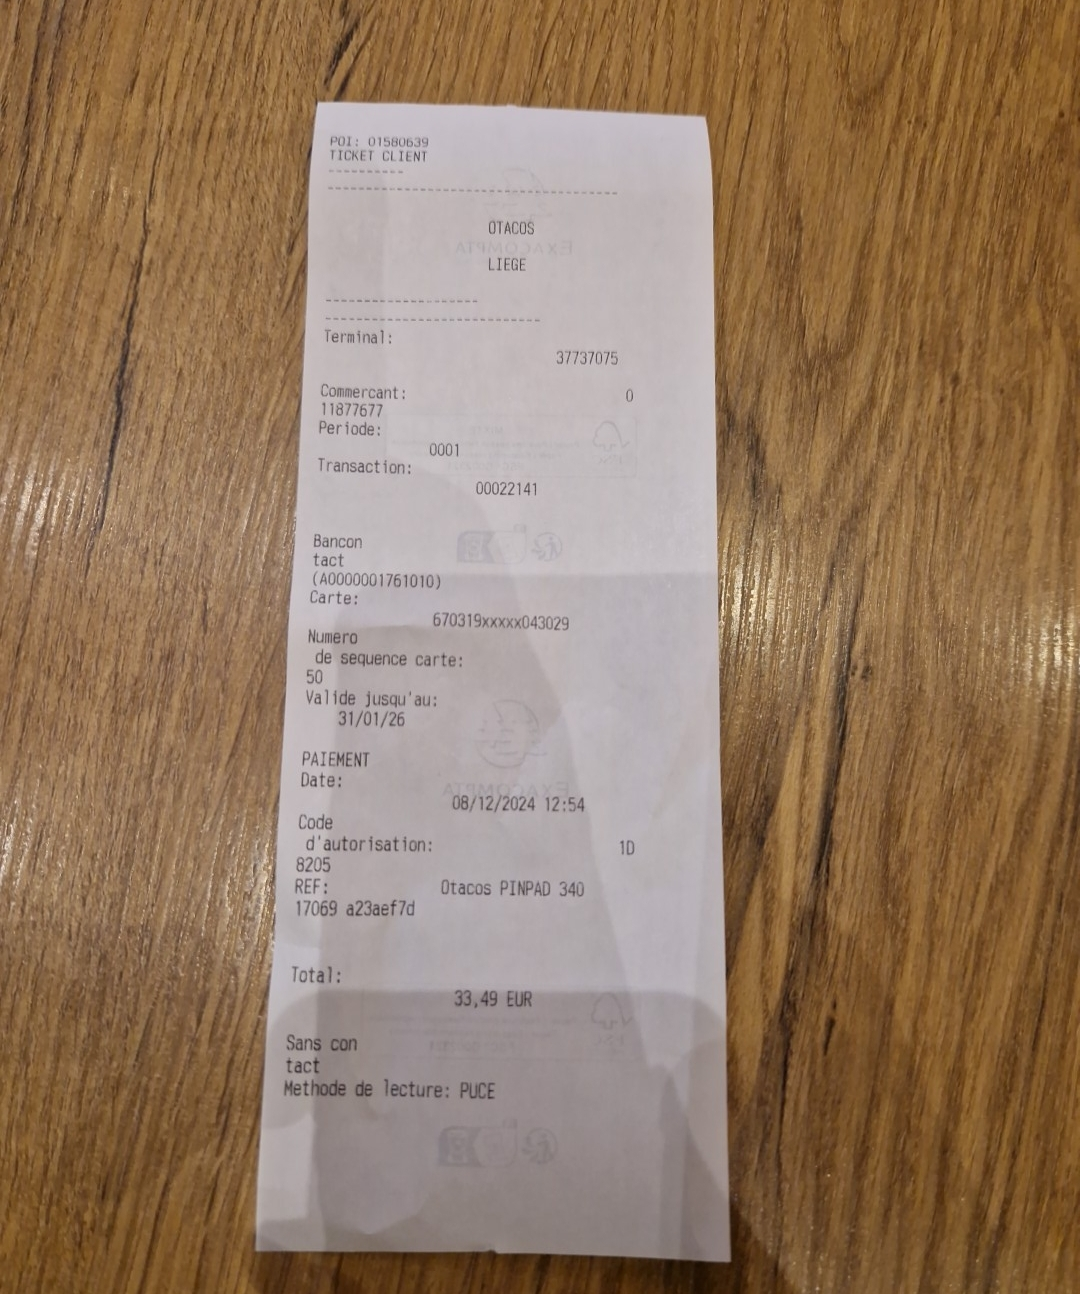 POI: 01580639
TICKET CLIENT
----------
-------------------------------------
OTACOS
EXACOMPTA
LIEGE
--------------------
----------------------------
Terminal:
37737075
Commercant: 0
11877677
Periode:
0001
Transaction:
00022141
Bancon
tact
(A0000001761010)
Carte:
670319xxxxx043029
Numero
de sequence carte:
50
Valide jusqu'au:
31/01/26
PAIEMENT
Date:
EXACOMPTA
08/12/2024 12:54
Code
d'autorisation: 1D
8205
REF: Otacos PINPAD 340
17069 a23aef7d
Total:
33,49 EUR
Sans con
tact
Methode de lecture: PUCE